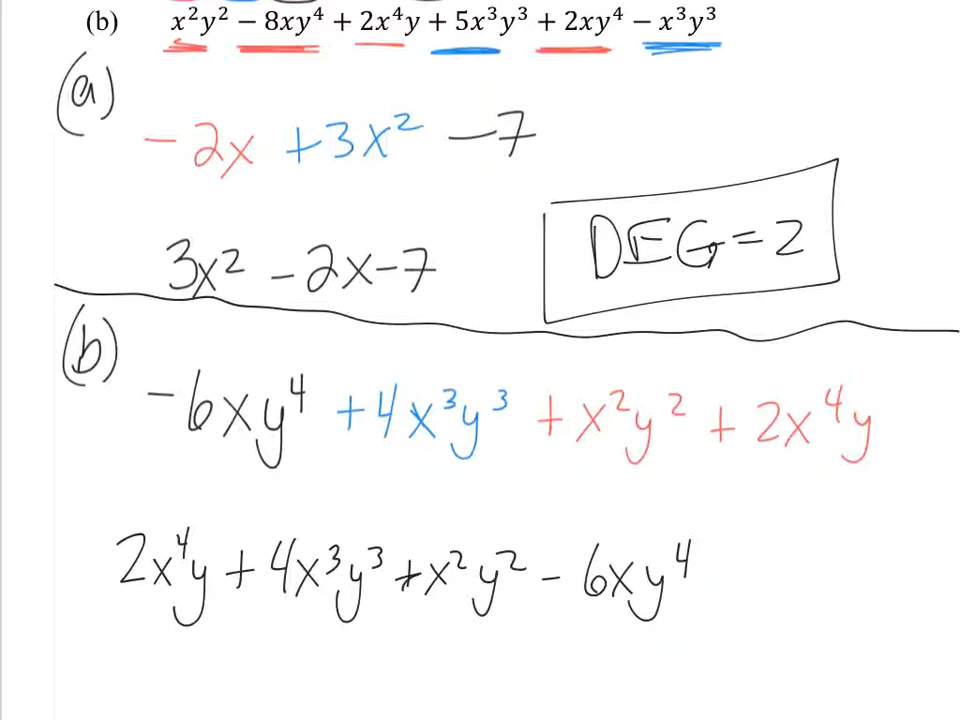 (b) x²y² − 8xy⁴ + 2x⁴y + 5x³y³ + 2xy⁴ − x³y³
(a)
−2x +3x² −7
3x² −2x−7
DEG=2
(b)
−6xy⁴ +4x³y³ +x²y² + 2x⁴y
2x⁴y + 4x³y³ +x²y² − 6xy⁴